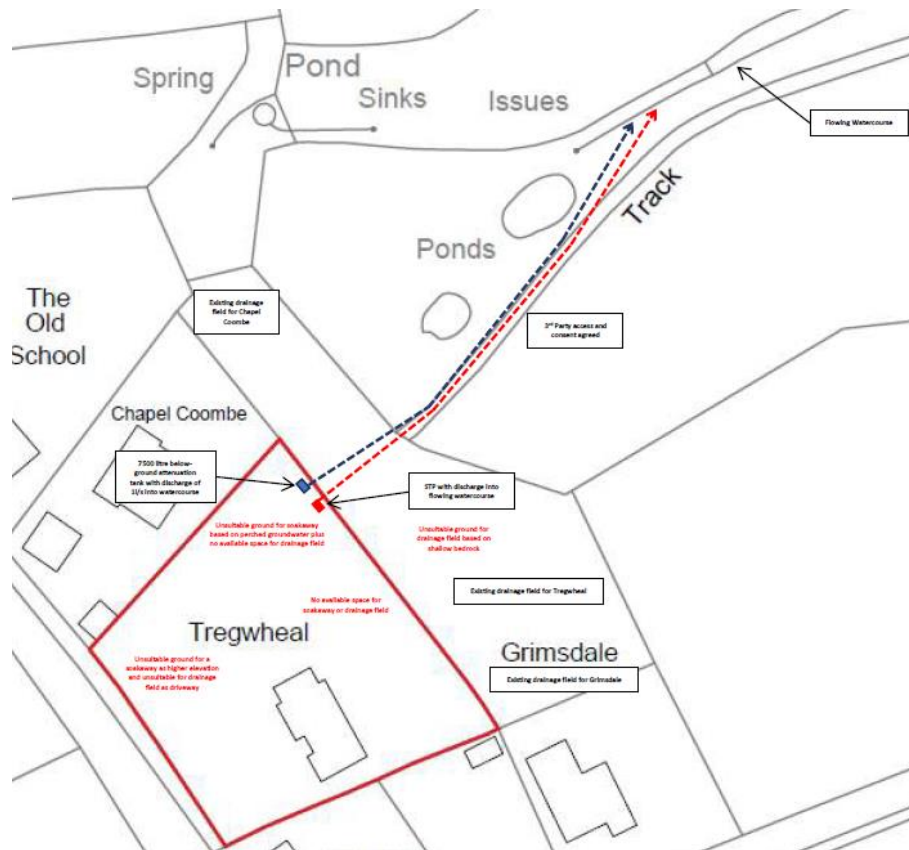 Spring
Pond
Sinks
Issues
Flowing Watercourse
Track
Ponds
The
Old
School
Existing drainage
field for Chapel
Coombe
3rd Party access and
consent agreed
Chapel Coombe
7500 litre below-
ground attenuation
tank with discharge of
1l/s into watercourse
STP with discharge into
flowing watercourse
Unsuitable ground for soakaway
based on perched groundwater plus
no available space for drainage field
Unsuitable ground for
drainage field based on
shallow bedrock
No available space for
soakaway or drainage field
Existing drainage field for Tregwheal
Tregwheal
Grimsdale
Unsuitable ground for a
soakaway as higher elevation
and unsuitable for drainage
field as driveway
Existing drainage field for Grimsdale